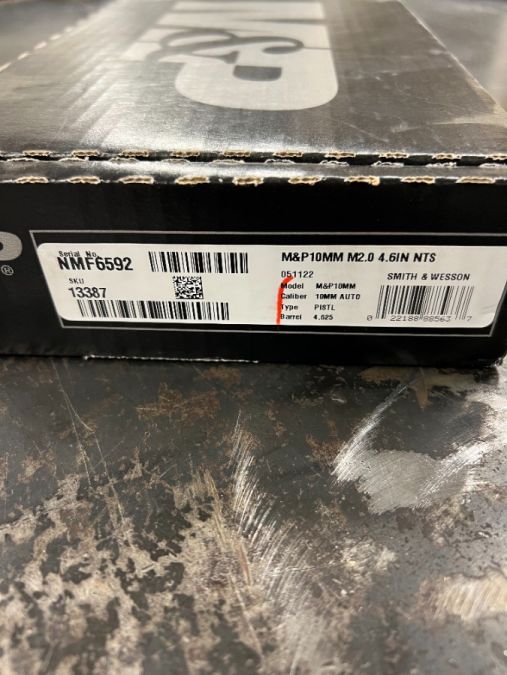 M&P
P
®
Serial No.
NMF6592
SKU
13387
M&P10MM M2.0 4.6IN NTS
051122
SMITH & WESSON
Model M&P10MM
Caliber 10MM AUTO
Type PISTL
Barrel 4.625
0 22188 88563 7